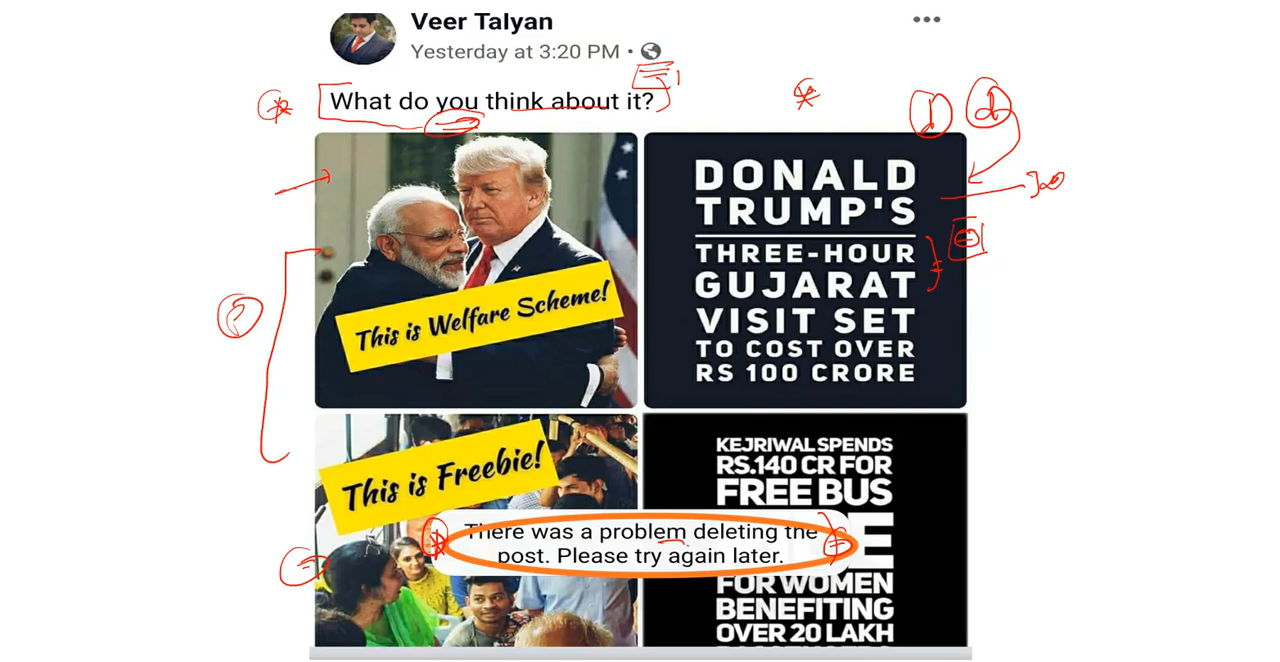 Veer Talyan
Yesterday at 3:20 PM •
What do you think about it?
This is Welfare Scheme!
DONALD
TRUMP'S
THREE-HOUR
GUJARAT
VISIT SET
TO COST OVER
RS 100 CRORE
This is Freebie!
KEJRIWAL SPENDS
RS.140 CR FOR
FREE BUS
There was a problem deleting the
post. Please try again later.
FOR WOMEN
BENEFITING
OVER 20 LAKH